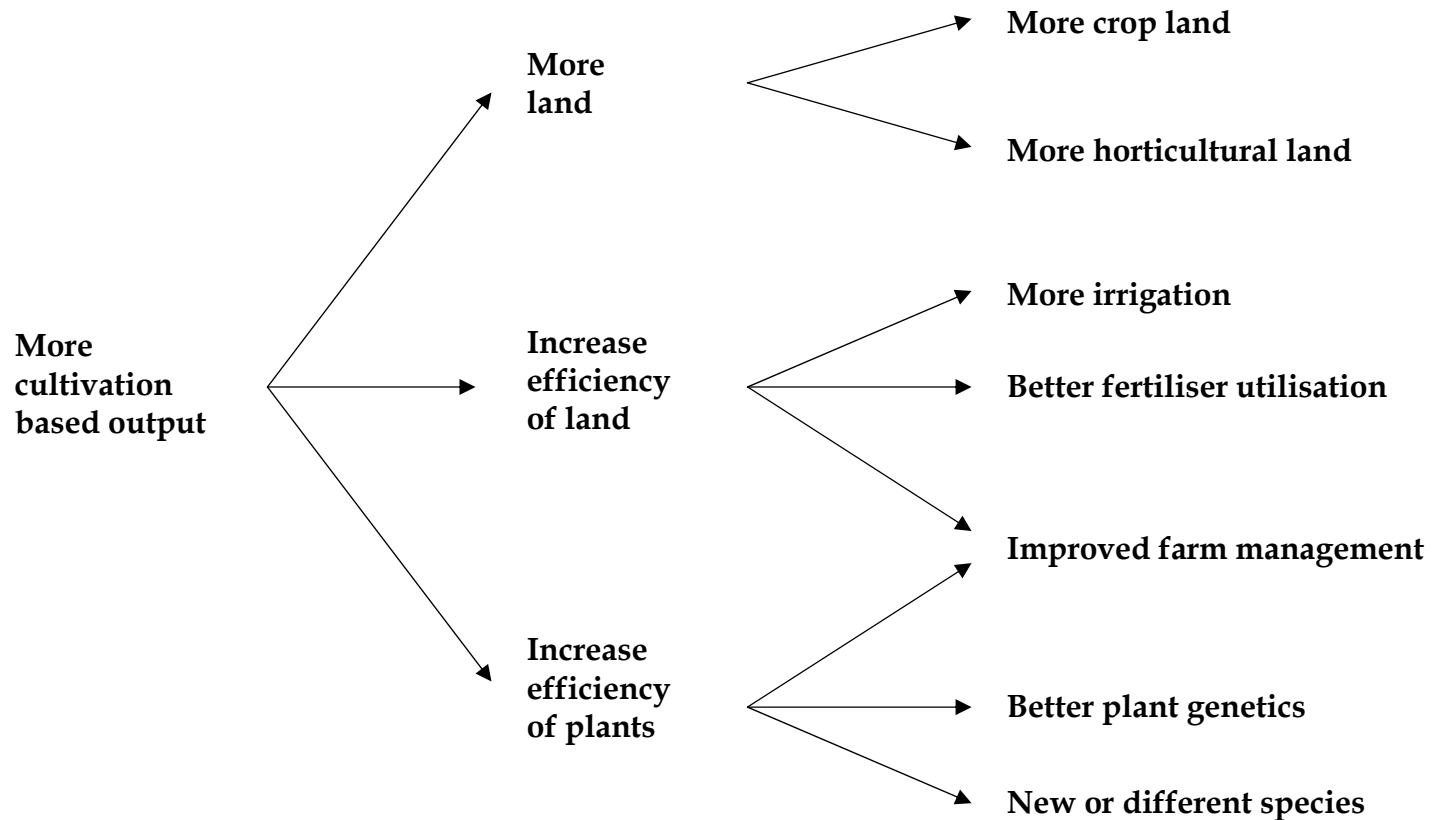 More
cultivation
based output
More
land
Increase
efficiency
of land
Increase
efficiency
of plants
More crop land
More horticultural land
More irrigation
Better fertiliser utilisation
Improved farm management
Better plant genetics
New or different species